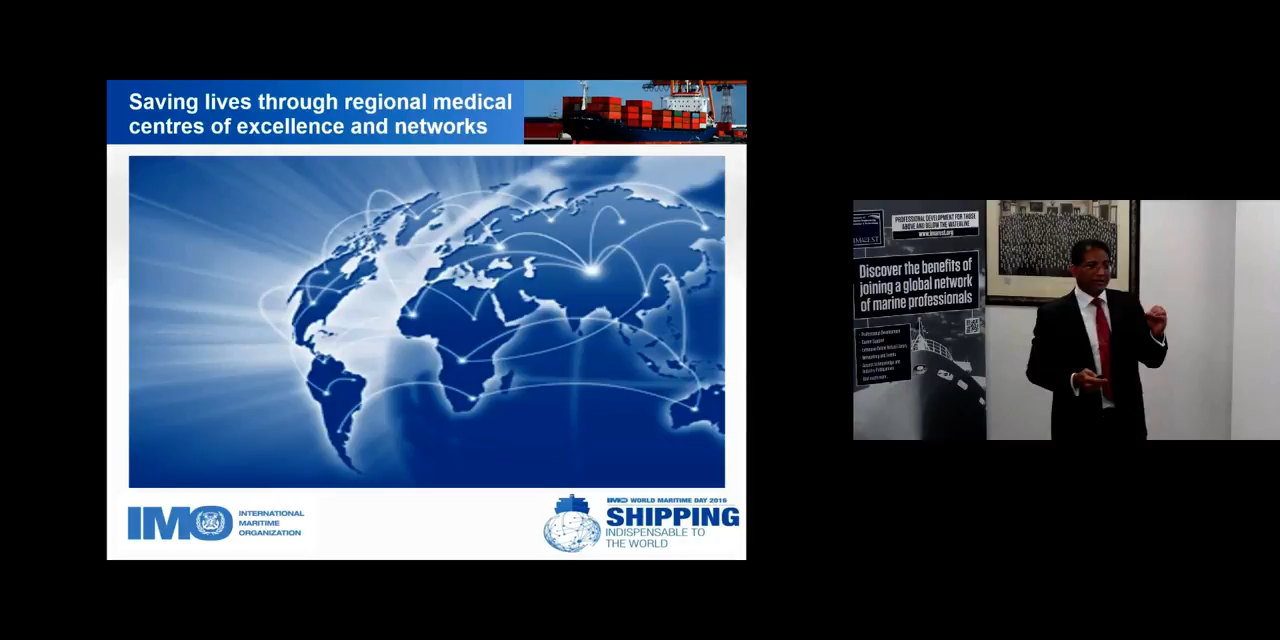 Saving lives through regional medical
centres of excellence and networks
IMO
INTERNATIONAL
MARITIME
ORGANIZATION
IMO WORLD MARITIME DAY 2016
SHIPPING
INDISPENSABLE TO
THE WORLD
PROFESSIONAL DEVELOPMENT FOR THOSE
ABOVE AND BELOW THE WATERLINE
www.imarest.org
Discover the benefits of
joining a global network
of marine professionals